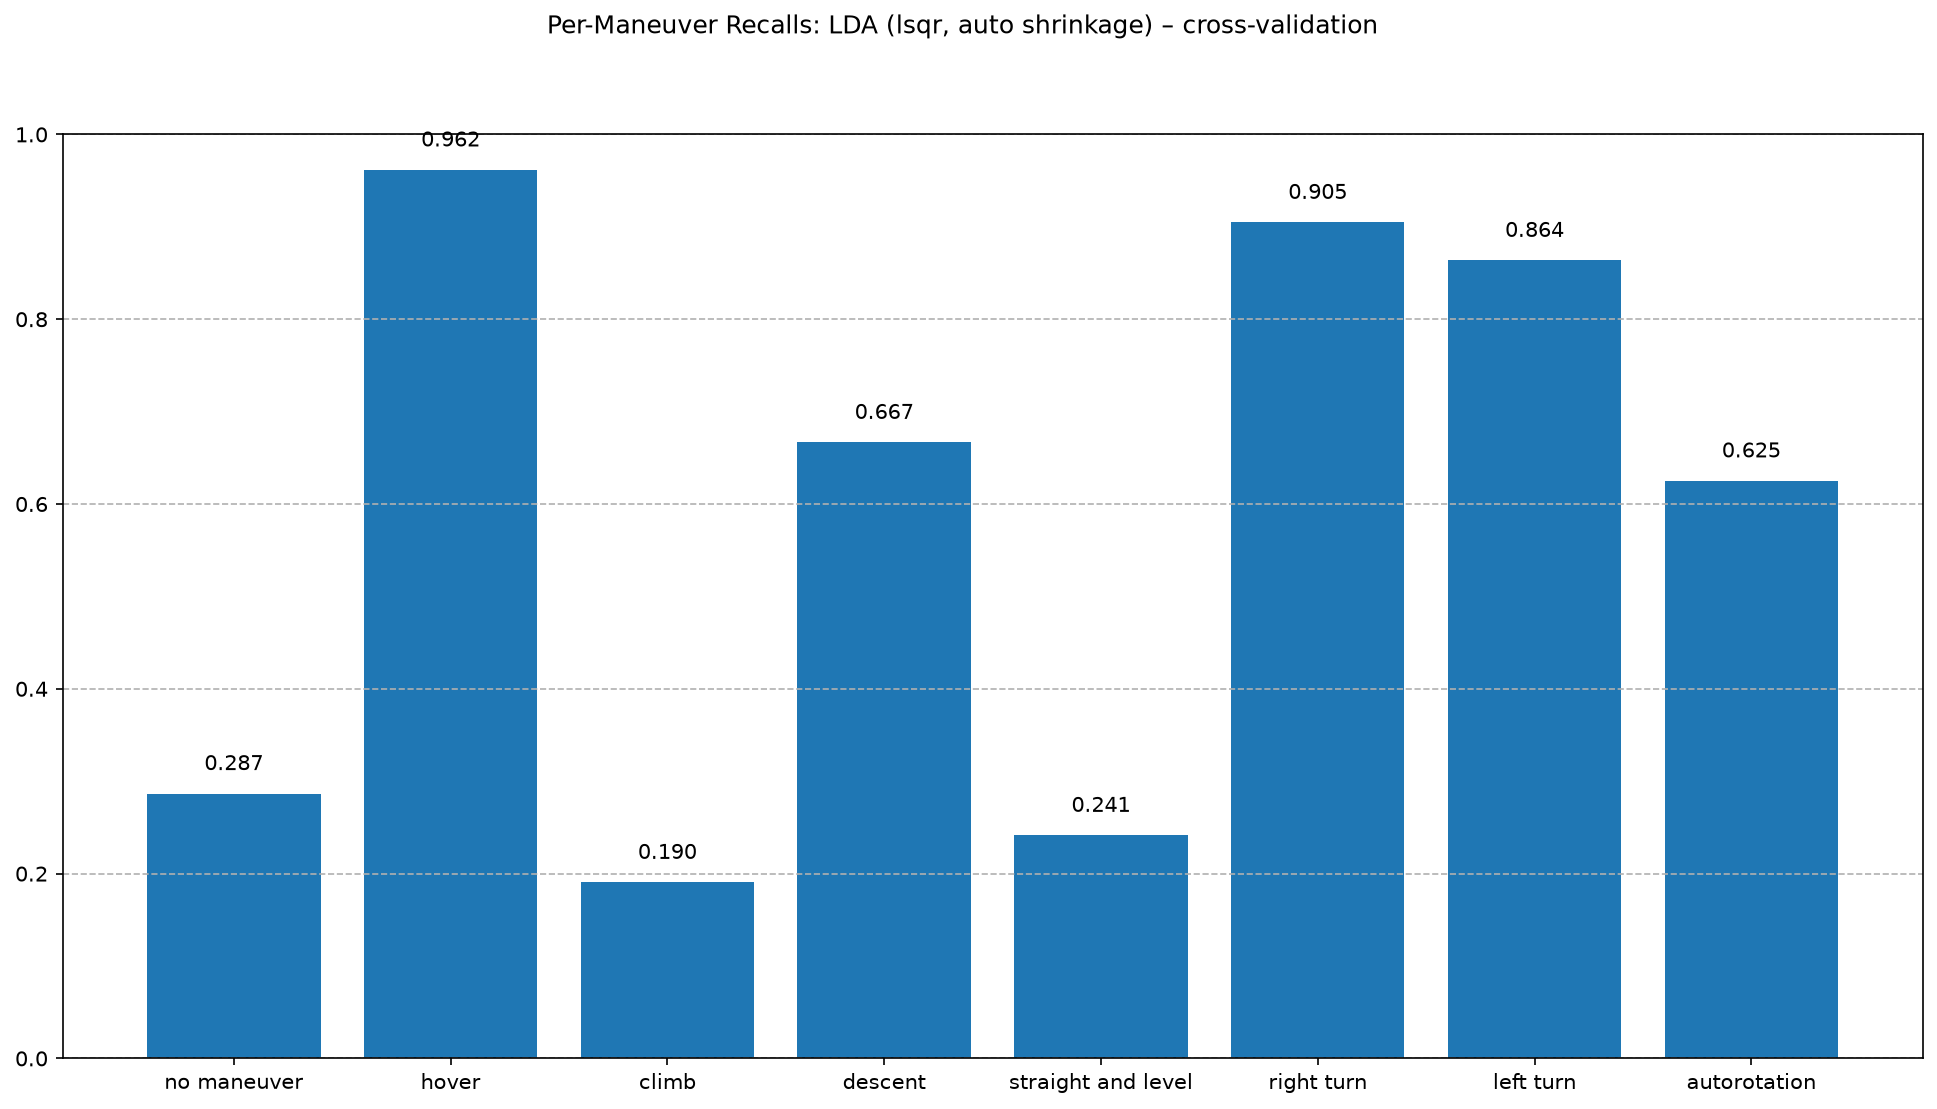 Per-Maneuver Recalls: LDA (lsqr, auto shrinkage) – cross-validation
1.0
0.8
0.6
0.4
0.2
0.0
0.287
0.962
0.190
0.667
0.241
0.905
0.864
0.625
no maneuver
hover
climb
descent
straight and level
right turn
left turn
autorotation